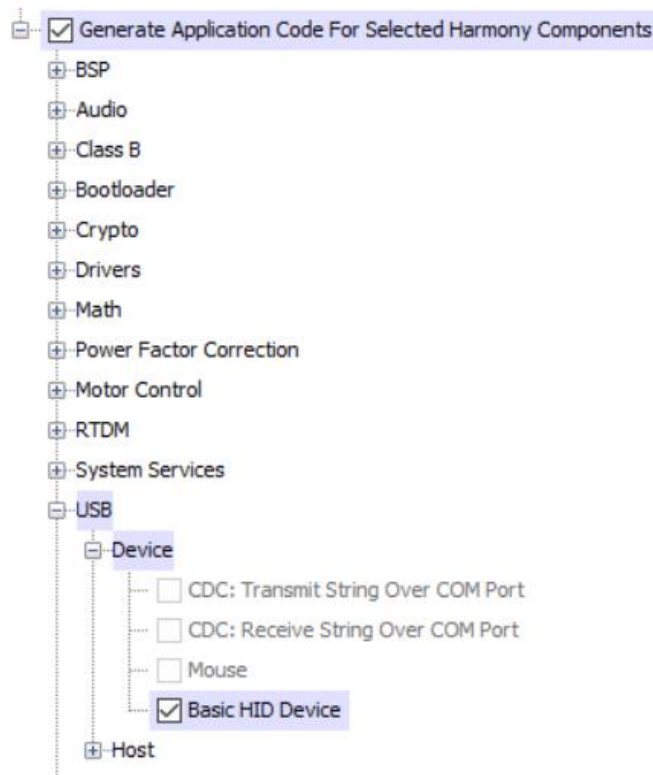 Generate Application Code For Selected Harmony Components
BSP
Audio
Class B
Bootloader
Crypto
Drivers
Math
Power Factor Correction
Motor Control
RTDM
System Services
USB
Device
CDC: Transmit String Over COM Port
CDC: Receive String Over COM Port
Mouse
Basic HID Device
Host